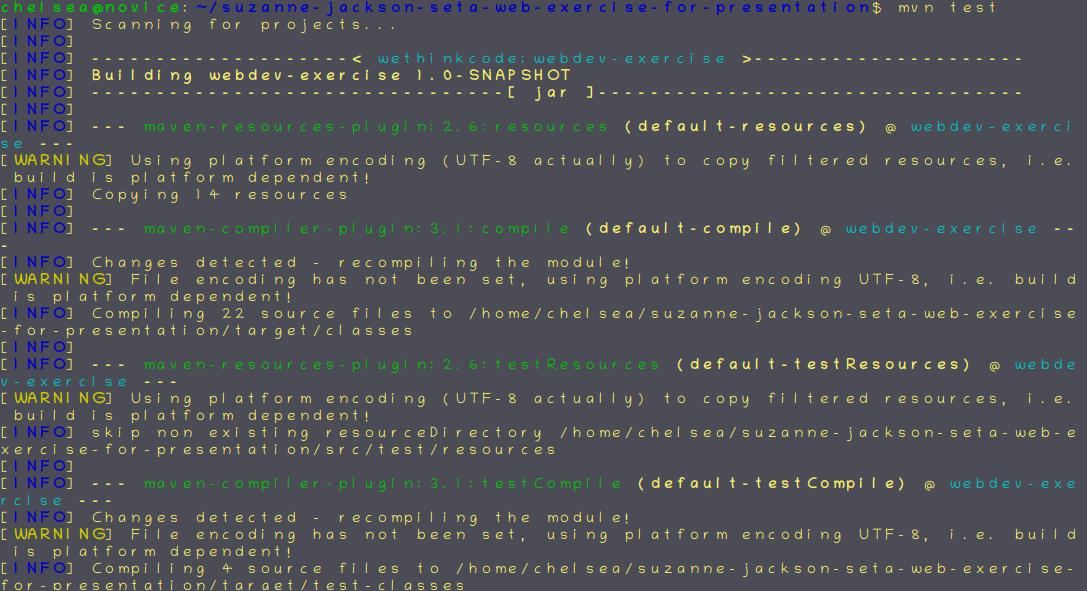 chelsea@novice:~/suzanne-jackson-seta-web-exercise-for-presentation$ mvn test
[INFO] Scanning for projects...
[INFO]
[INFO] --------------------< wethinkcode:webdev-exercise >---------------------
[INFO] Building webdev-exercise 1.0-SNAPSHOT
[INFO] --------------------------------[ jar ]---------------------------------
[INFO]
[INFO] --- maven-resources-plugin:2.6:resources (default-resources) @ webdev-exerci
se ---
[WARNING] Using platform encoding (UTF-8 actually) to copy filtered resources, i.e.
 build is platform dependent!
[INFO] Copying 14 resources
[INFO]
[INFO] --- maven-compiler-plugin:3.1:compile (default-compile) @ webdev-exercise --
-
[INFO] Changes detected - recompiling the module!
[WARNING] File encoding has not been set, using platform encoding UTF-8, i.e. build
 is platform dependent!
[INFO] Compiling 22 source files to /home/chelsea/suzanne-jackson-seta-web-exercise
-for-presentation/target/classes
[INFO]
[INFO] --- maven-resources-plugin:2.6:testResources (default-testResources) @ webde
v-exercise ---
[WARNING] Using platform encoding (UTF-8 actually) to copy filtered resources, i.e.
 build is platform dependent!
[INFO] skip non existing resourceDirectory /home/chelsea/suzanne-jackson-seta-web-e
xercise-for-presentation/src/test/resources
[INFO]
[INFO] --- maven-compiler-plugin:3.1:testCompile (default-testCompile) @ webdev-exe
rcise ---
[INFO] Changes detected - recompiling the module!
[WARNING] File encoding has not been set, using platform encoding UTF-8, i.e. build
 is platform dependent!
[INFO] Compiling 4 source files to /home/chelsea/suzanne-jackson-seta-web-exercise-
for-presentation/target/test-classes